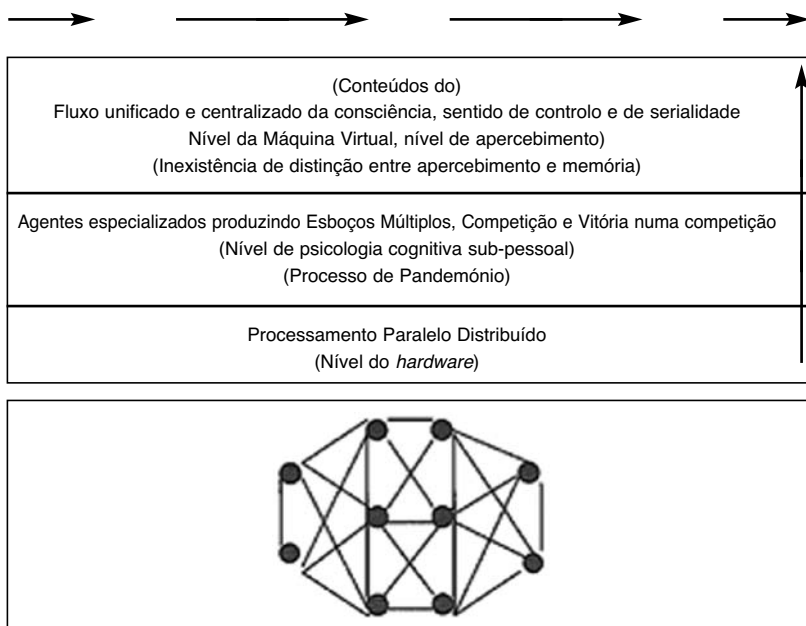 (Conteúdos do)
Fluxo unificado e centralizado da consciência, sentido de controlo e de serialidade
Nível da Máquina Virtual, nível de apercebimento)
(Inexistência de distinção entre apercebimento e memória)
Agentes especializados produzindo Esboços Múltiplos, Competição e Vitória numa competição
(Nível de psicologia cognitiva sub-pessoal)
(Processo de Pandemónio)
Processamento Paralelo Distribuído
(Nível do hardware)